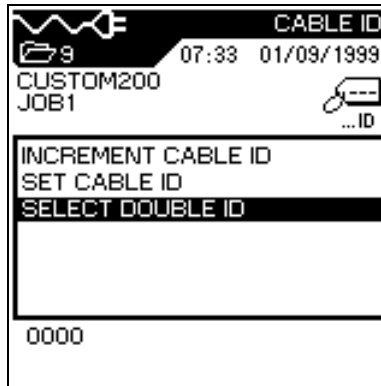 CABLE ID
9 07:33 01/09/1999
CUSTOM200
JOB1
...ID
INCREMENT CABLE ID
SET CABLE ID
SELECT DOUBLE ID
0000